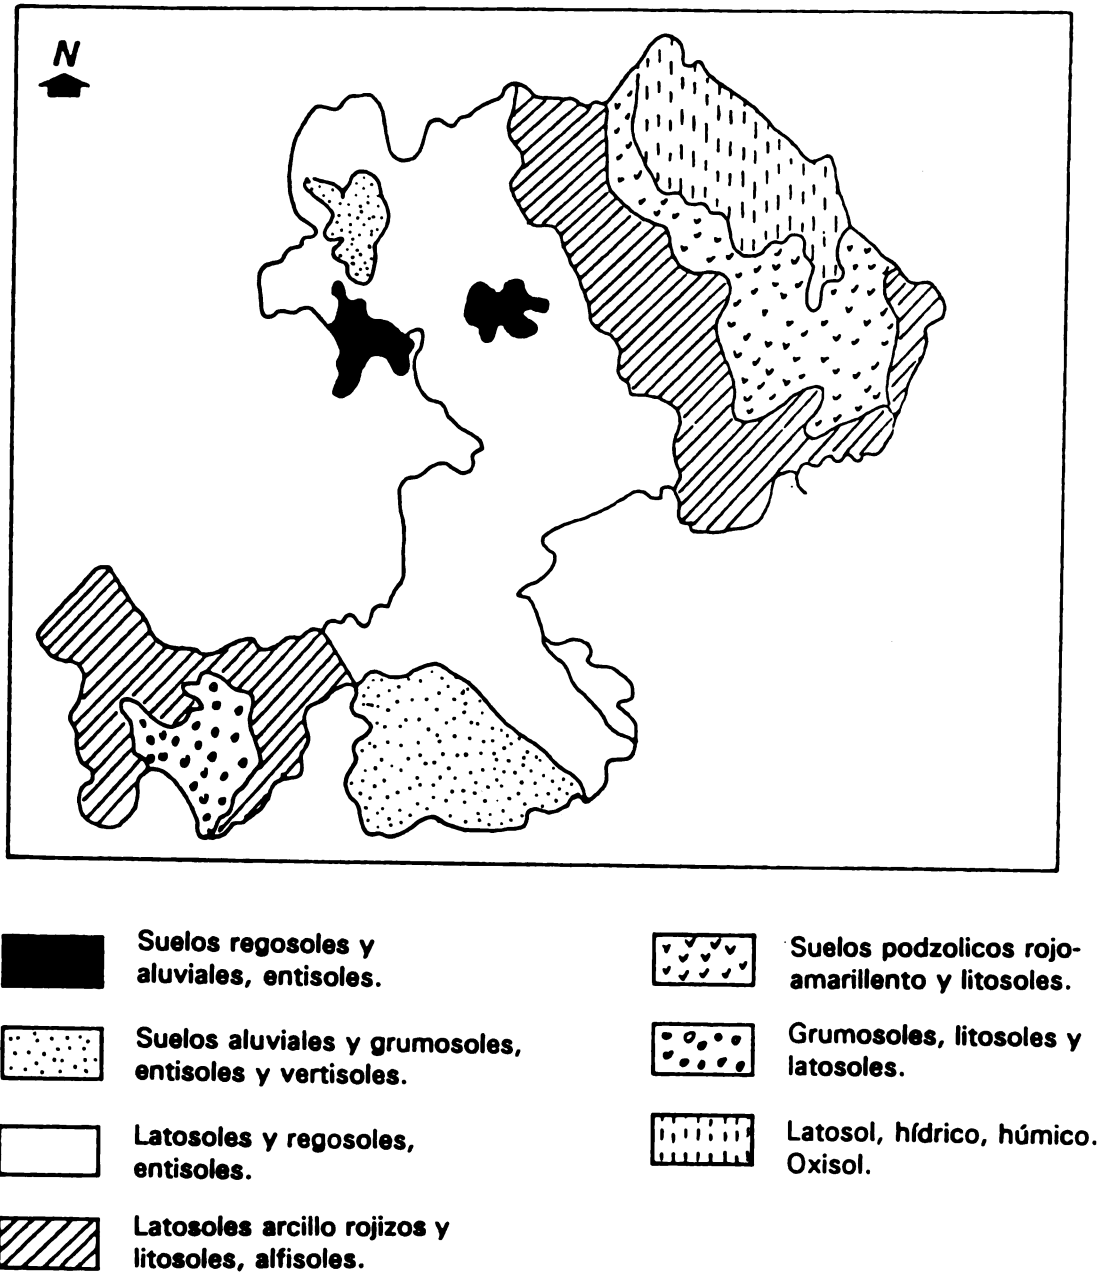 N
Suelos regosoles y
aluviales, entisoles.
Suelos aluviales y grumosoles,
entisoles y vertisoles.
Latosoles y regosoles,
entisoles.
Latosoles arcillo rojizos y
litosoles, alfisoles.
Suelos podzolicos rojo-
amarillento y litosoles.
Grumosoles, litosoles y
latosoles.
Latosol, hídrico, húmico.
Oxisol.